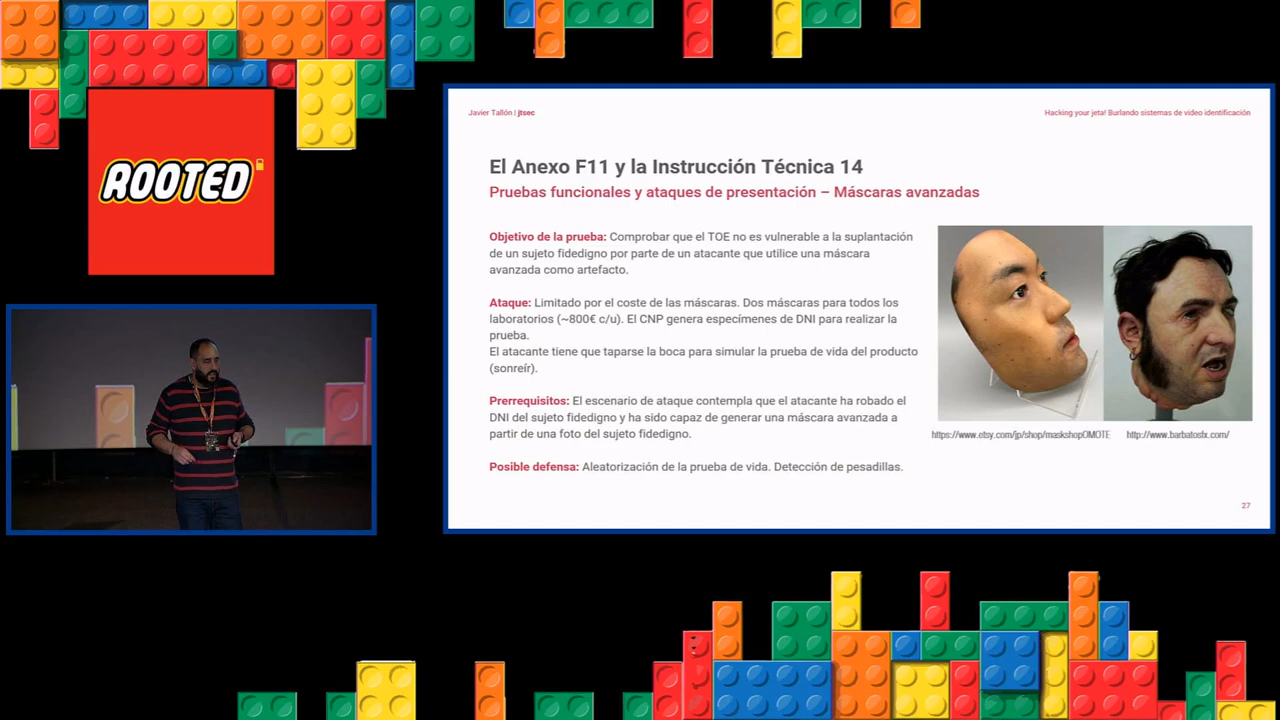 ROOTED
Javier Tallón | jtsec
Hacking your jeta! Burlando sistemas de video identificación
El Anexo F11 y la Instrucción Técnica 14
Pruebas funcionales y ataques de presentación – Máscaras avanzadas
Objetivo de la prueba: Comprobar que el TOE no es vulnerable a la suplantación
de un sujeto fidedigno por parte de un atacante que utilice una máscara
avanzada como artefacto.
Ataque: Limitado por el coste de las máscaras. Dos máscaras para todos los
laboratorios (~800€ c/u). El CNP genera especímenes de DNI para realizar la
prueba.
El atacante tiene que taparse la boca para simular la prueba de vida del producto
(sonreír).
Prerrequisitos: El escenario de ataque contempla que el atacante ha robado el
DNI del sujeto fidedigno y ha sido capaz de generar una máscara avanzada a
partir de una foto del sujeto fidedigno.
Posible defensa: Aleatorización de la prueba de vida. Detección de pesadillas.
https://www.etsy.com/jp/shop/maskshopOMOTE
http://www.barbatosfx.com/
27